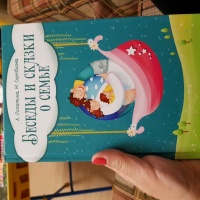 А. Лопатина, М. Скребцова
БЕСЕДЫ И СКАЗКИ
О СЕМЬЕ